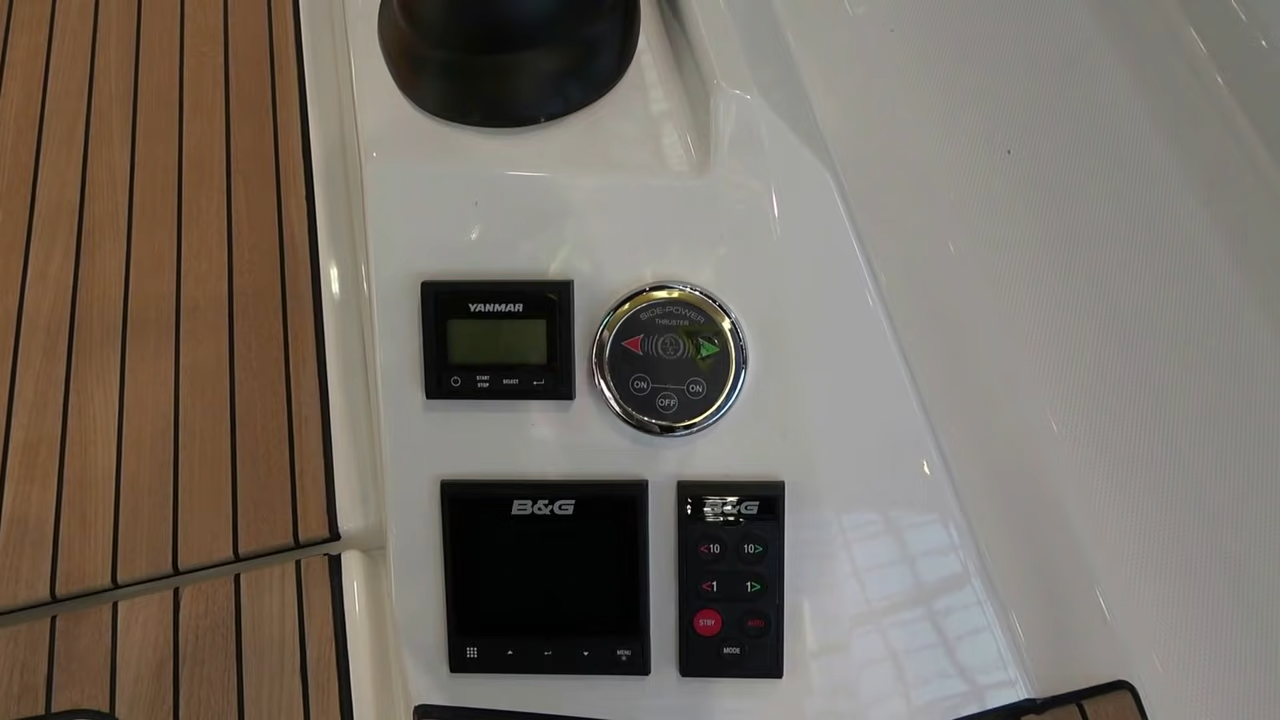 YANMAR
START
STOP
SELECT
SIDE-POWER
THRUSTER
ON
ON
OFF
B&G
MENU
B&G
<10
10>
<1
1>
STBY
AUTO
MODE